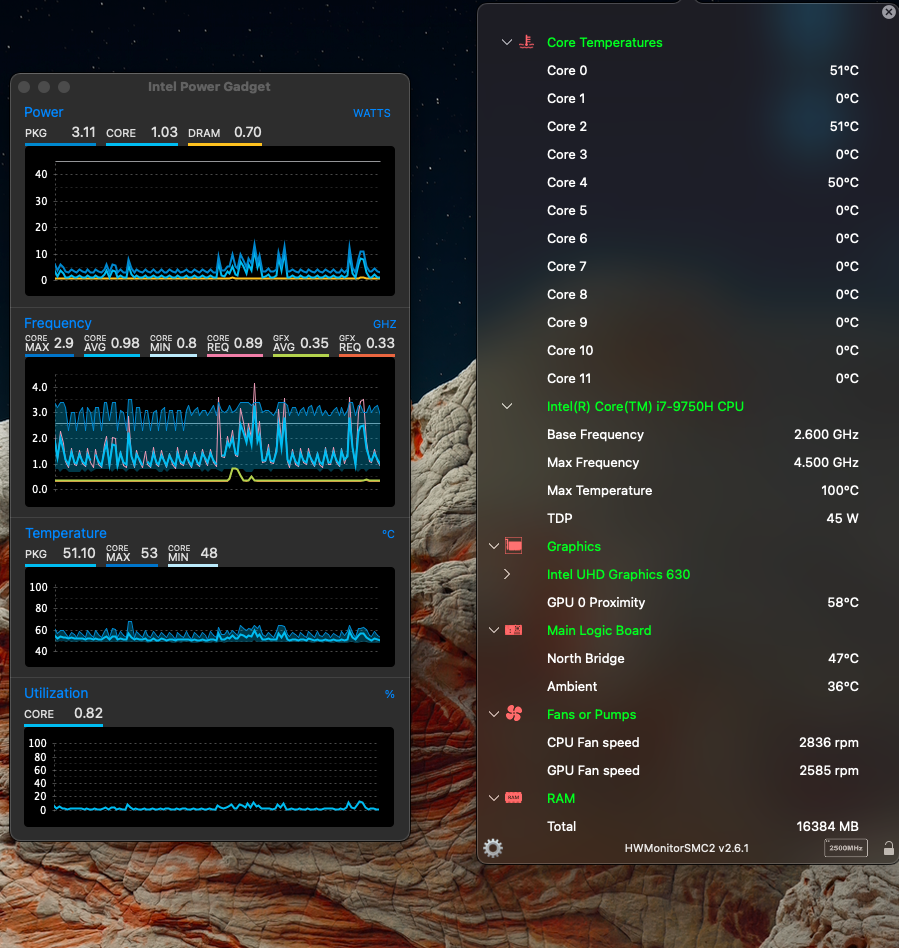 Intel Power Gadget
Power WATTS
PKG 3.11 CORE 1.03 DRAM 0.70
40
30
20
10
0
Frequency GHZ
CORE MAX 2.9 CORE AVG 0.98 CORE MIN 0.8 CORE REQ 0.89 GFX AVG 0.35 GFX REQ 0.33
4.0
3.0
2.0
1.0
0.0
Temperature °C
PKG 51.10 CORE MAX 53 CORE MIN 48
100
80
60
40
Utilization %
CORE 0.82
100
80
60
40
20
0
Core Temperatures
Core 0 51°C
Core 1 0°C
Core 2 51°C
Core 3 0°C
Core 4 50°C
Core 5 0°C
Core 6 0°C
Core 7 0°C
Core 8 0°C
Core 9 0°C
Core 10 0°C
Core 11 0°C
Intel(R) Core(TM) i7-9750H CPU
Base Frequency 2.600 GHz
Max Frequency 4.500 GHz
Max Temperature 100°C
TDP 45 W
Graphics
Intel UHD Graphics 630
GPU 0 Proximity 58°C
Main Logic Board
North Bridge 47°C
Ambient 36°C
Fans or Pumps
CPU Fan speed 2836 rpm
GPU Fan speed 2585 rpm
RAM RAM
Total 16384 MB
HWMonitorSMC2 v2.6.1 2500MHz